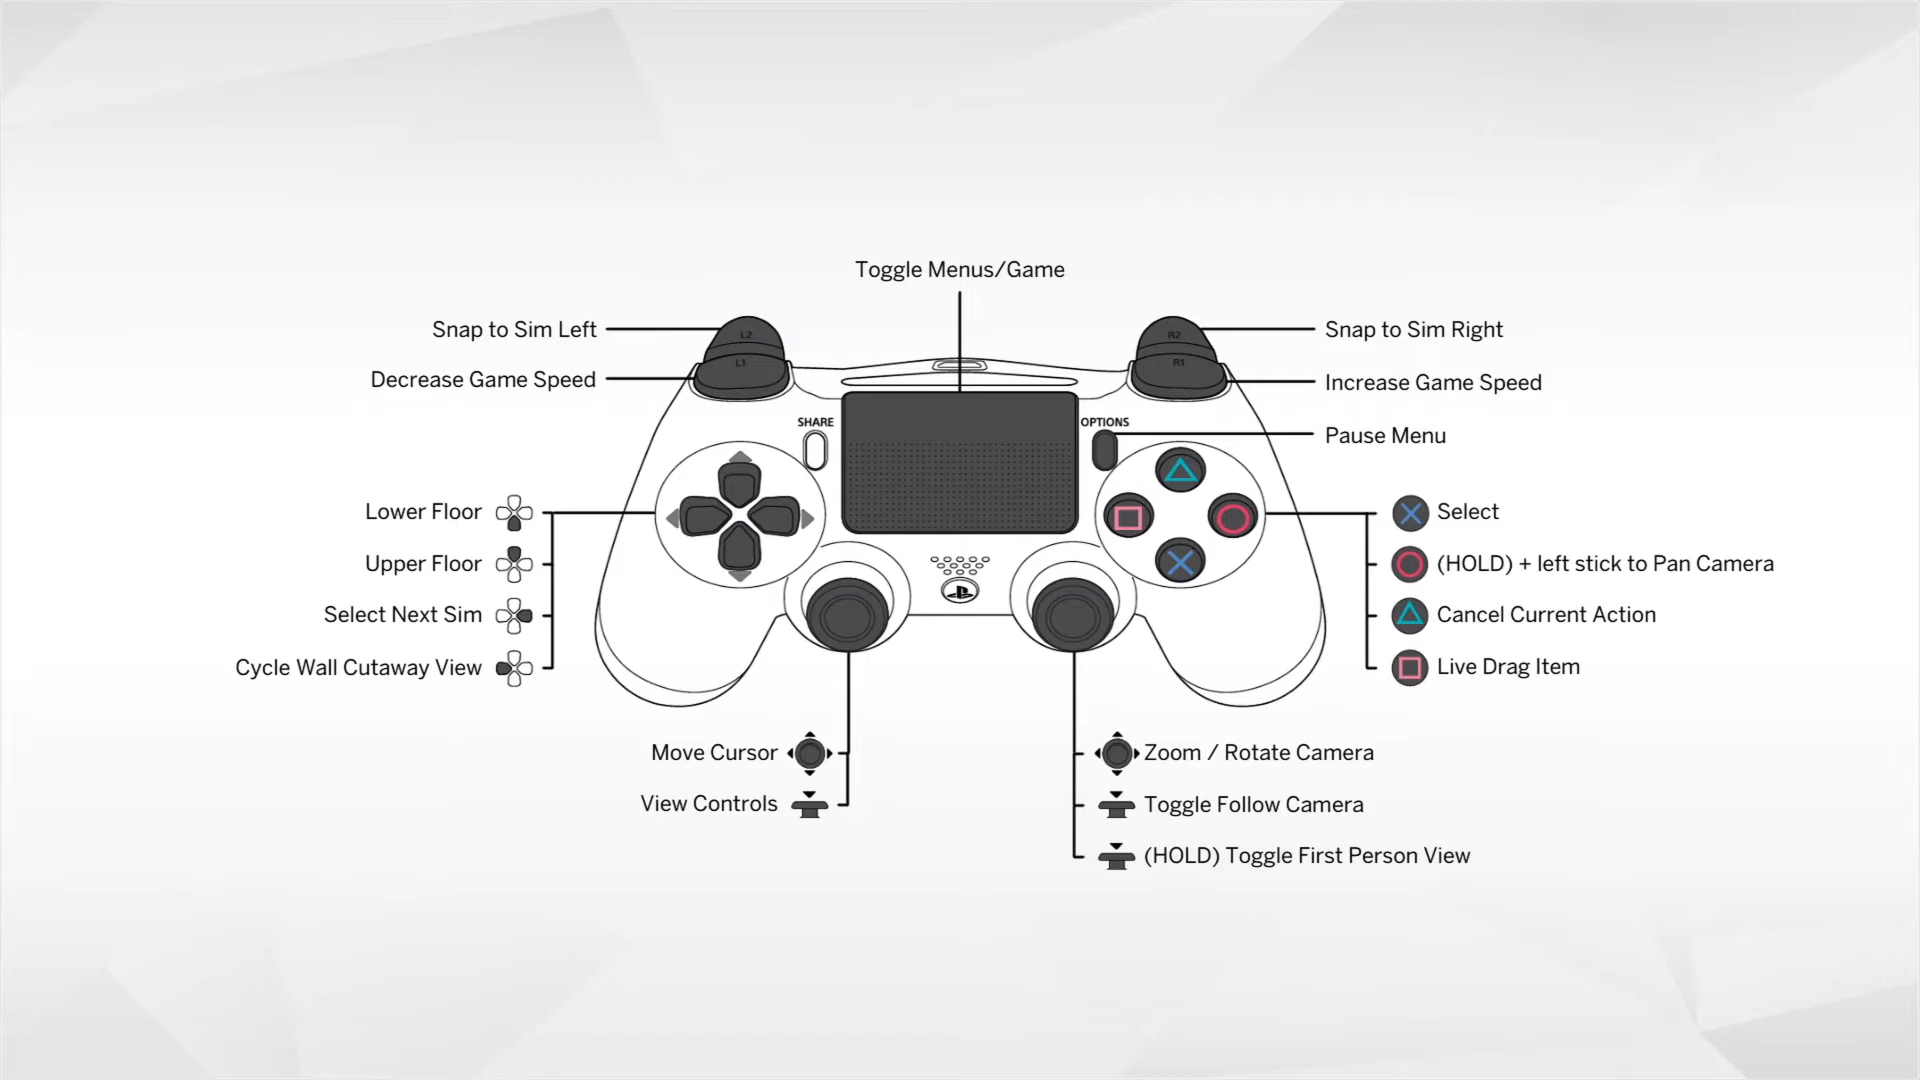 Toggle Menus/Game
Snap to Sim Left
L2
R2
Snap to Sim Right
Decrease Game Speed
L1
R1
Increase Game Speed
SHARE
OPTIONS
Pause Menu
Lower Floor
Upper Floor
Select Next Sim
Cycle Wall Cutaway View
Select
(HOLD) + left stick to Pan Camera
Cancel Current Action
Live Drag Item
Move Cursor
View Controls
Zoom / Rotate Camera
Toggle Follow Camera
(HOLD) Toggle First Person View